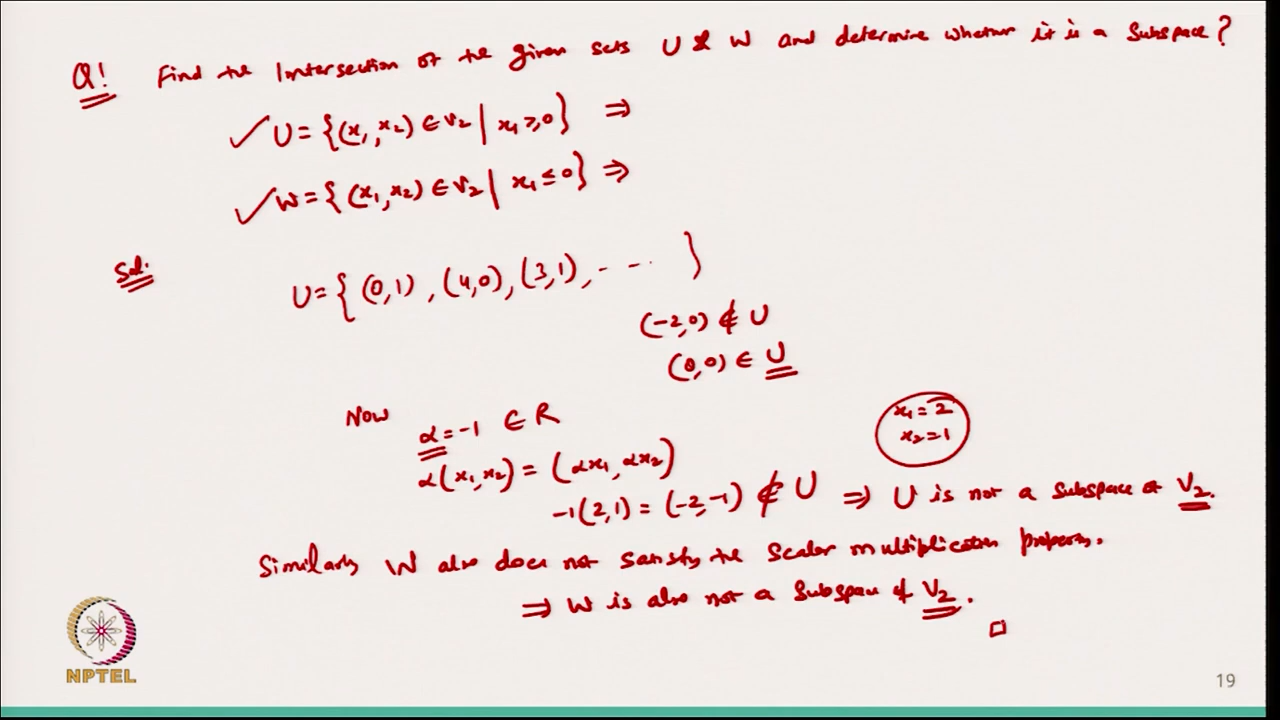 Q! Find the Intersection of the given sets U & W and determine whether it is a Subspace?
✓ U = {(x₁, x₂) ∈ V₂ | x₁ ≥ 0} ⇒
✓ W = {(x₁, x₂) ∈ V₂ | x₁ ≤ 0} ⇒
Sol:
U = { (0,1), (4,0), (3,1), - - · }
(-2,0) ∉ U
(0,0) ∈ U
Now α = -1 ∈ R
x₁ = 2
x₂ = 1
α(x₁, x₂) = (αx₁, αx₂)
-1(2,1) = (-2,-1) ∉ U ⇒ U is not a subspace of V₂.
Similarly W also does not satisfy the Scalar multiplication property.
⇒ W is also not a Subspace of V₂.
NPTEL
19